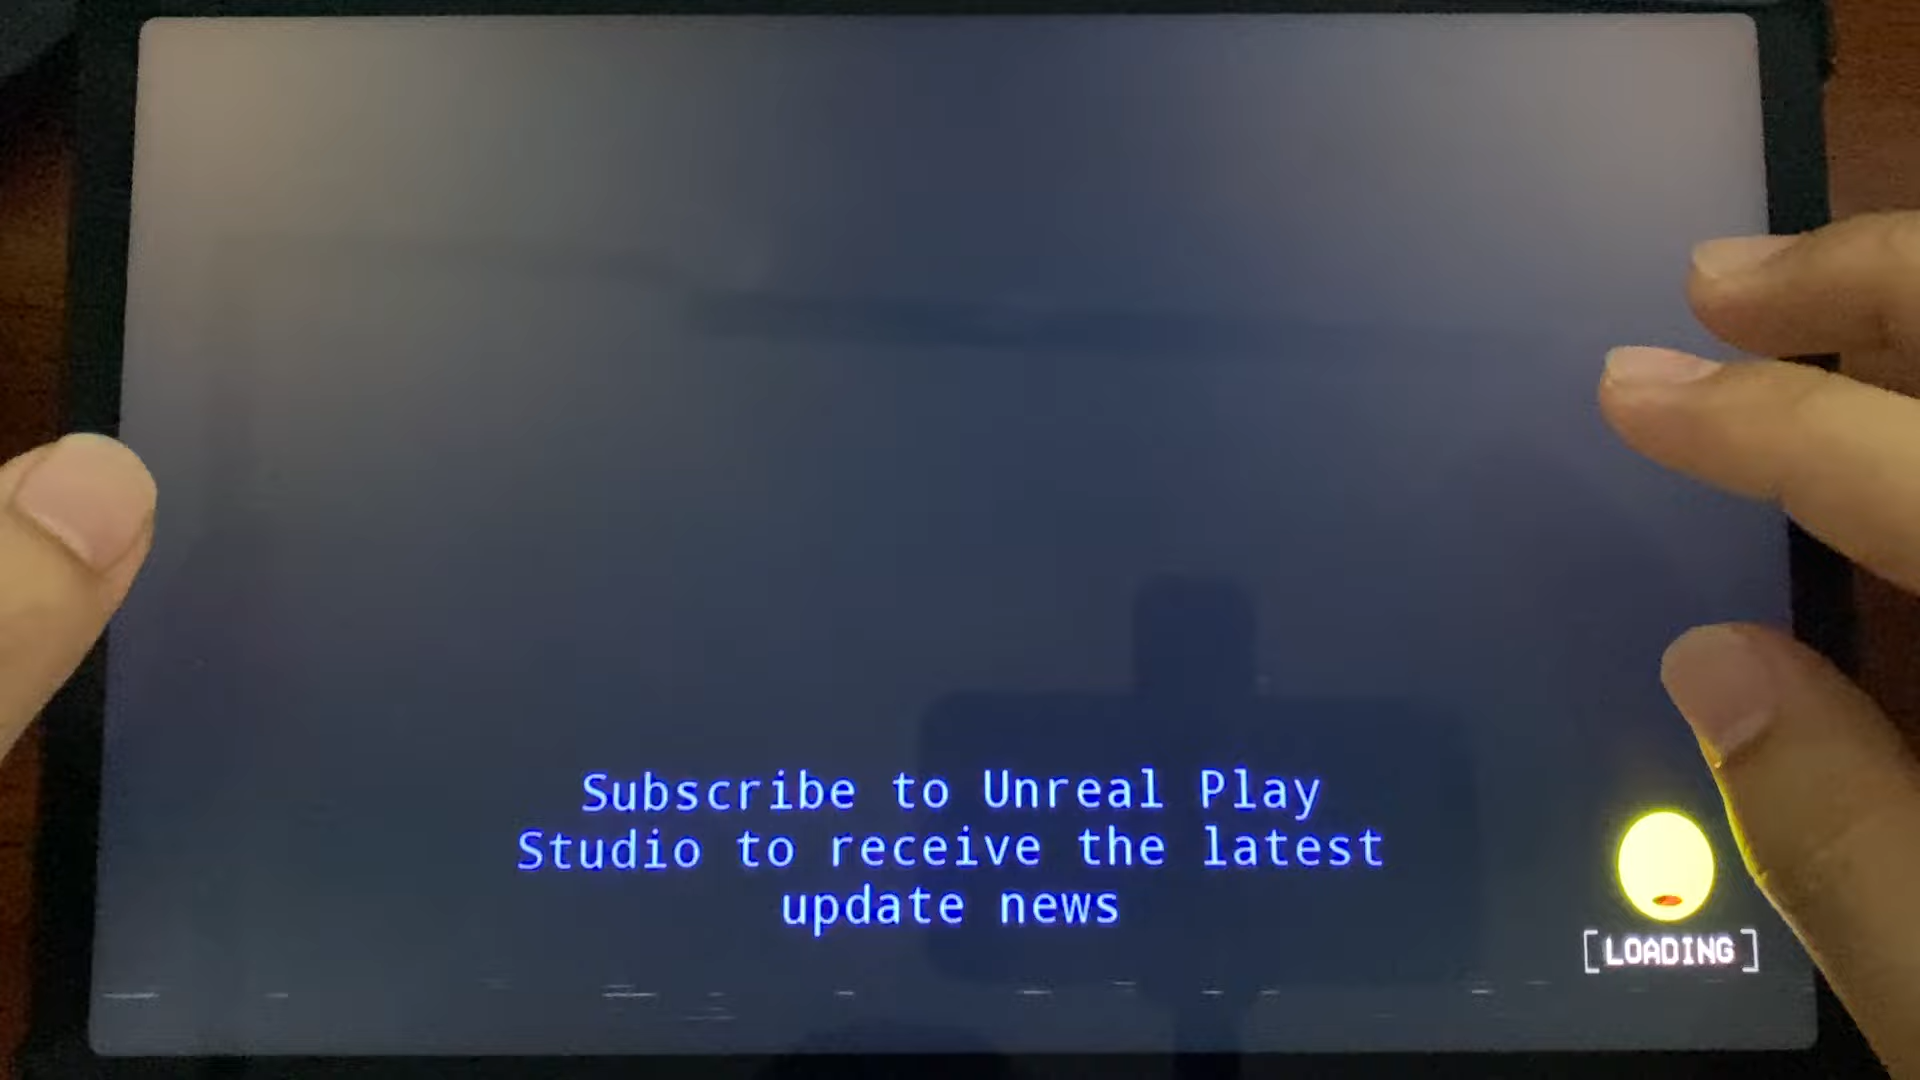 Subscribe to Unreal Play
Studio to receive the latest
update news
[LOADING]